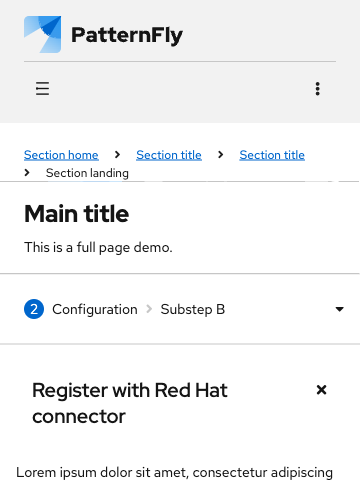 PatternFly
Section home Section title Section title
Section landing
Main title
This is a full page demo.
2 Configuration Substep B
Register with Red Hat
connector
Lorem ipsum dolor sit amet, consectetur adipiscing